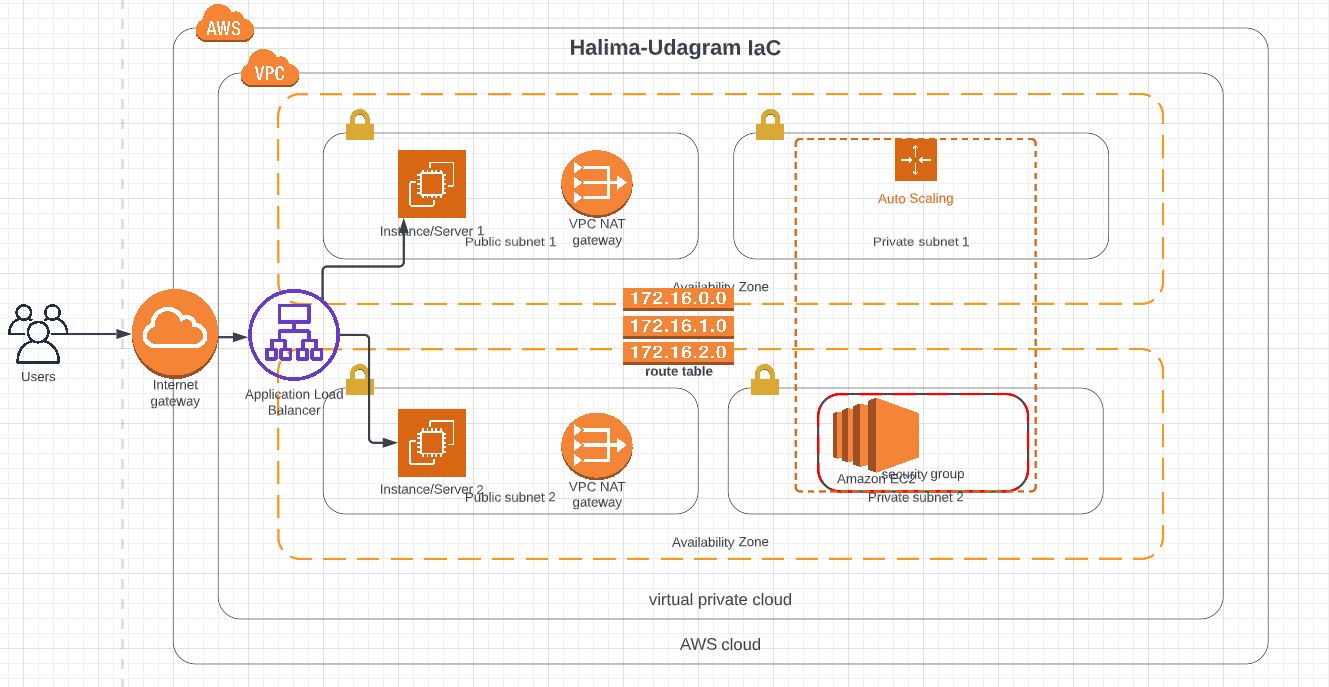 AWS
Halima-Udagram IaC
VPC
Auto Scaling
Instance/Server 1
VPC NAT
gateway
Public subnet 1
Private subnet 1
Availability Zone
172.16.0.0
172.16.1.0
172.16.2.0
route table
Users
Internet
gateway
Application Load
Balancer
security group
Amazon EC2
Instance/Server 2
VPC NAT
gateway
Public subnet 2
Private subnet 2
Availability Zone
virtual private cloud
AWS cloud